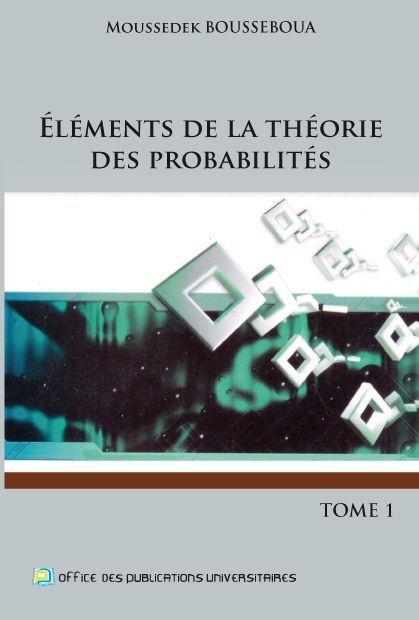 Moussedek BOUSSEBOUA
Éléments de la théorie
des probabilités
TOME 1
OFFICE DES PUBLICATIONS UNIVERSITAIRES